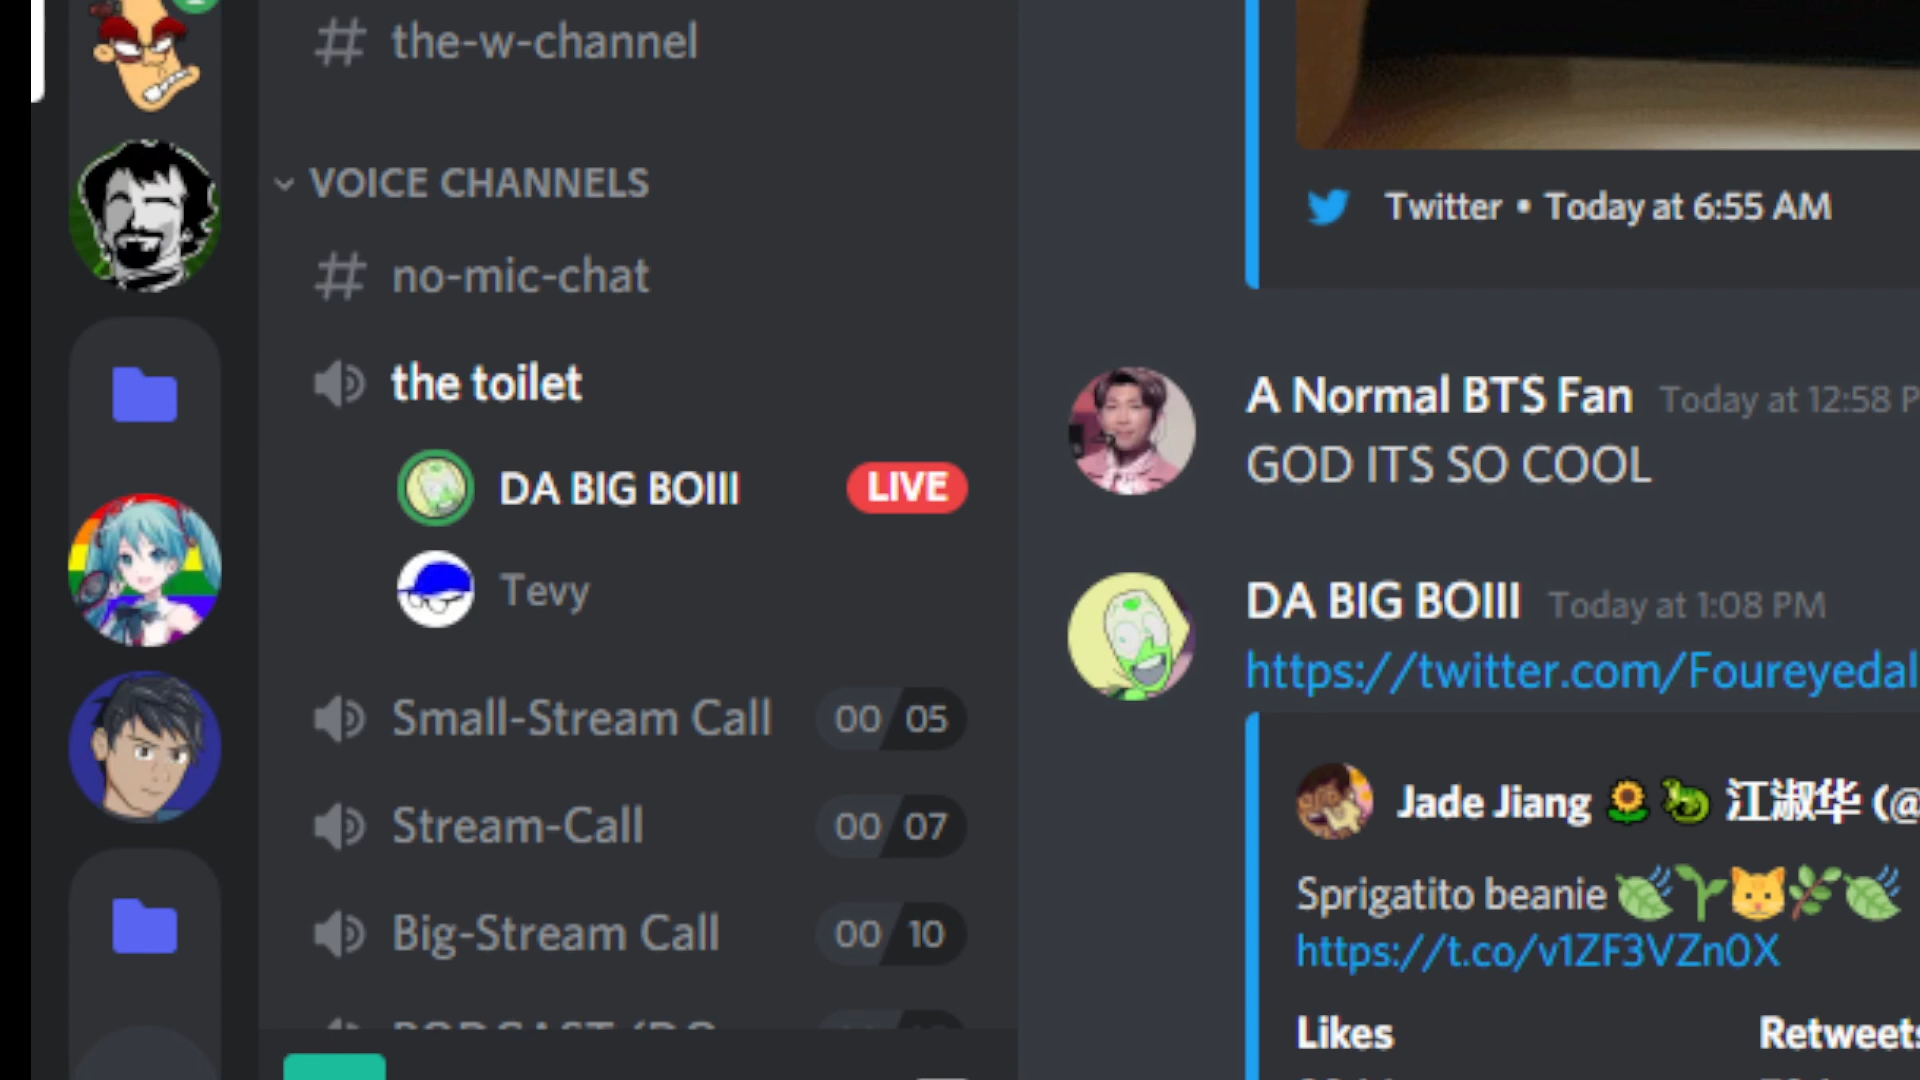 the-w-channel
VOICE CHANNELS
no-mic-chat
the toilet
DA BIG BOIII LIVE
Tevy
Small-Stream Call 00 05
Stream-Call 00 07
Big-Stream Call 00 10
Twitter • Today at 6:55 AM
A Normal BTS Fan Today at 12:58 P
GOD ITS SO COOL
DA BIG BOIII Today at 1:08 PM
https://twitter.com/Foureyedal
Jade Jiang 🌻🐉 江淑华 (@
Sprigatito beanie 🍃🌱🐱🌿🍃
https://t.co/v1ZF3VZn0X
Likes Retweets